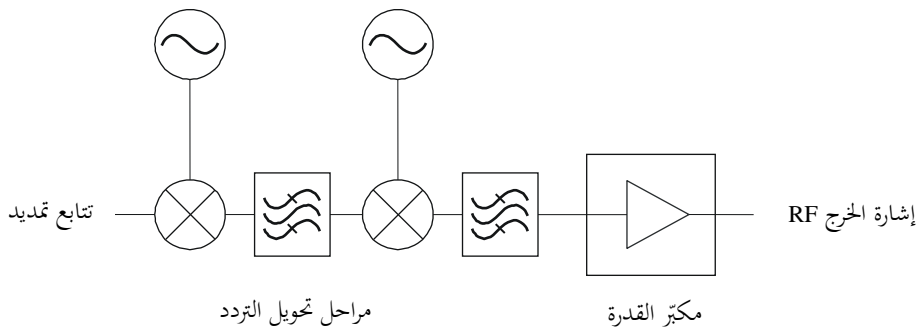 تتابع تمديد
إشارة الخرج RF
مراحل تحويل التردد
مكبّر القدرة